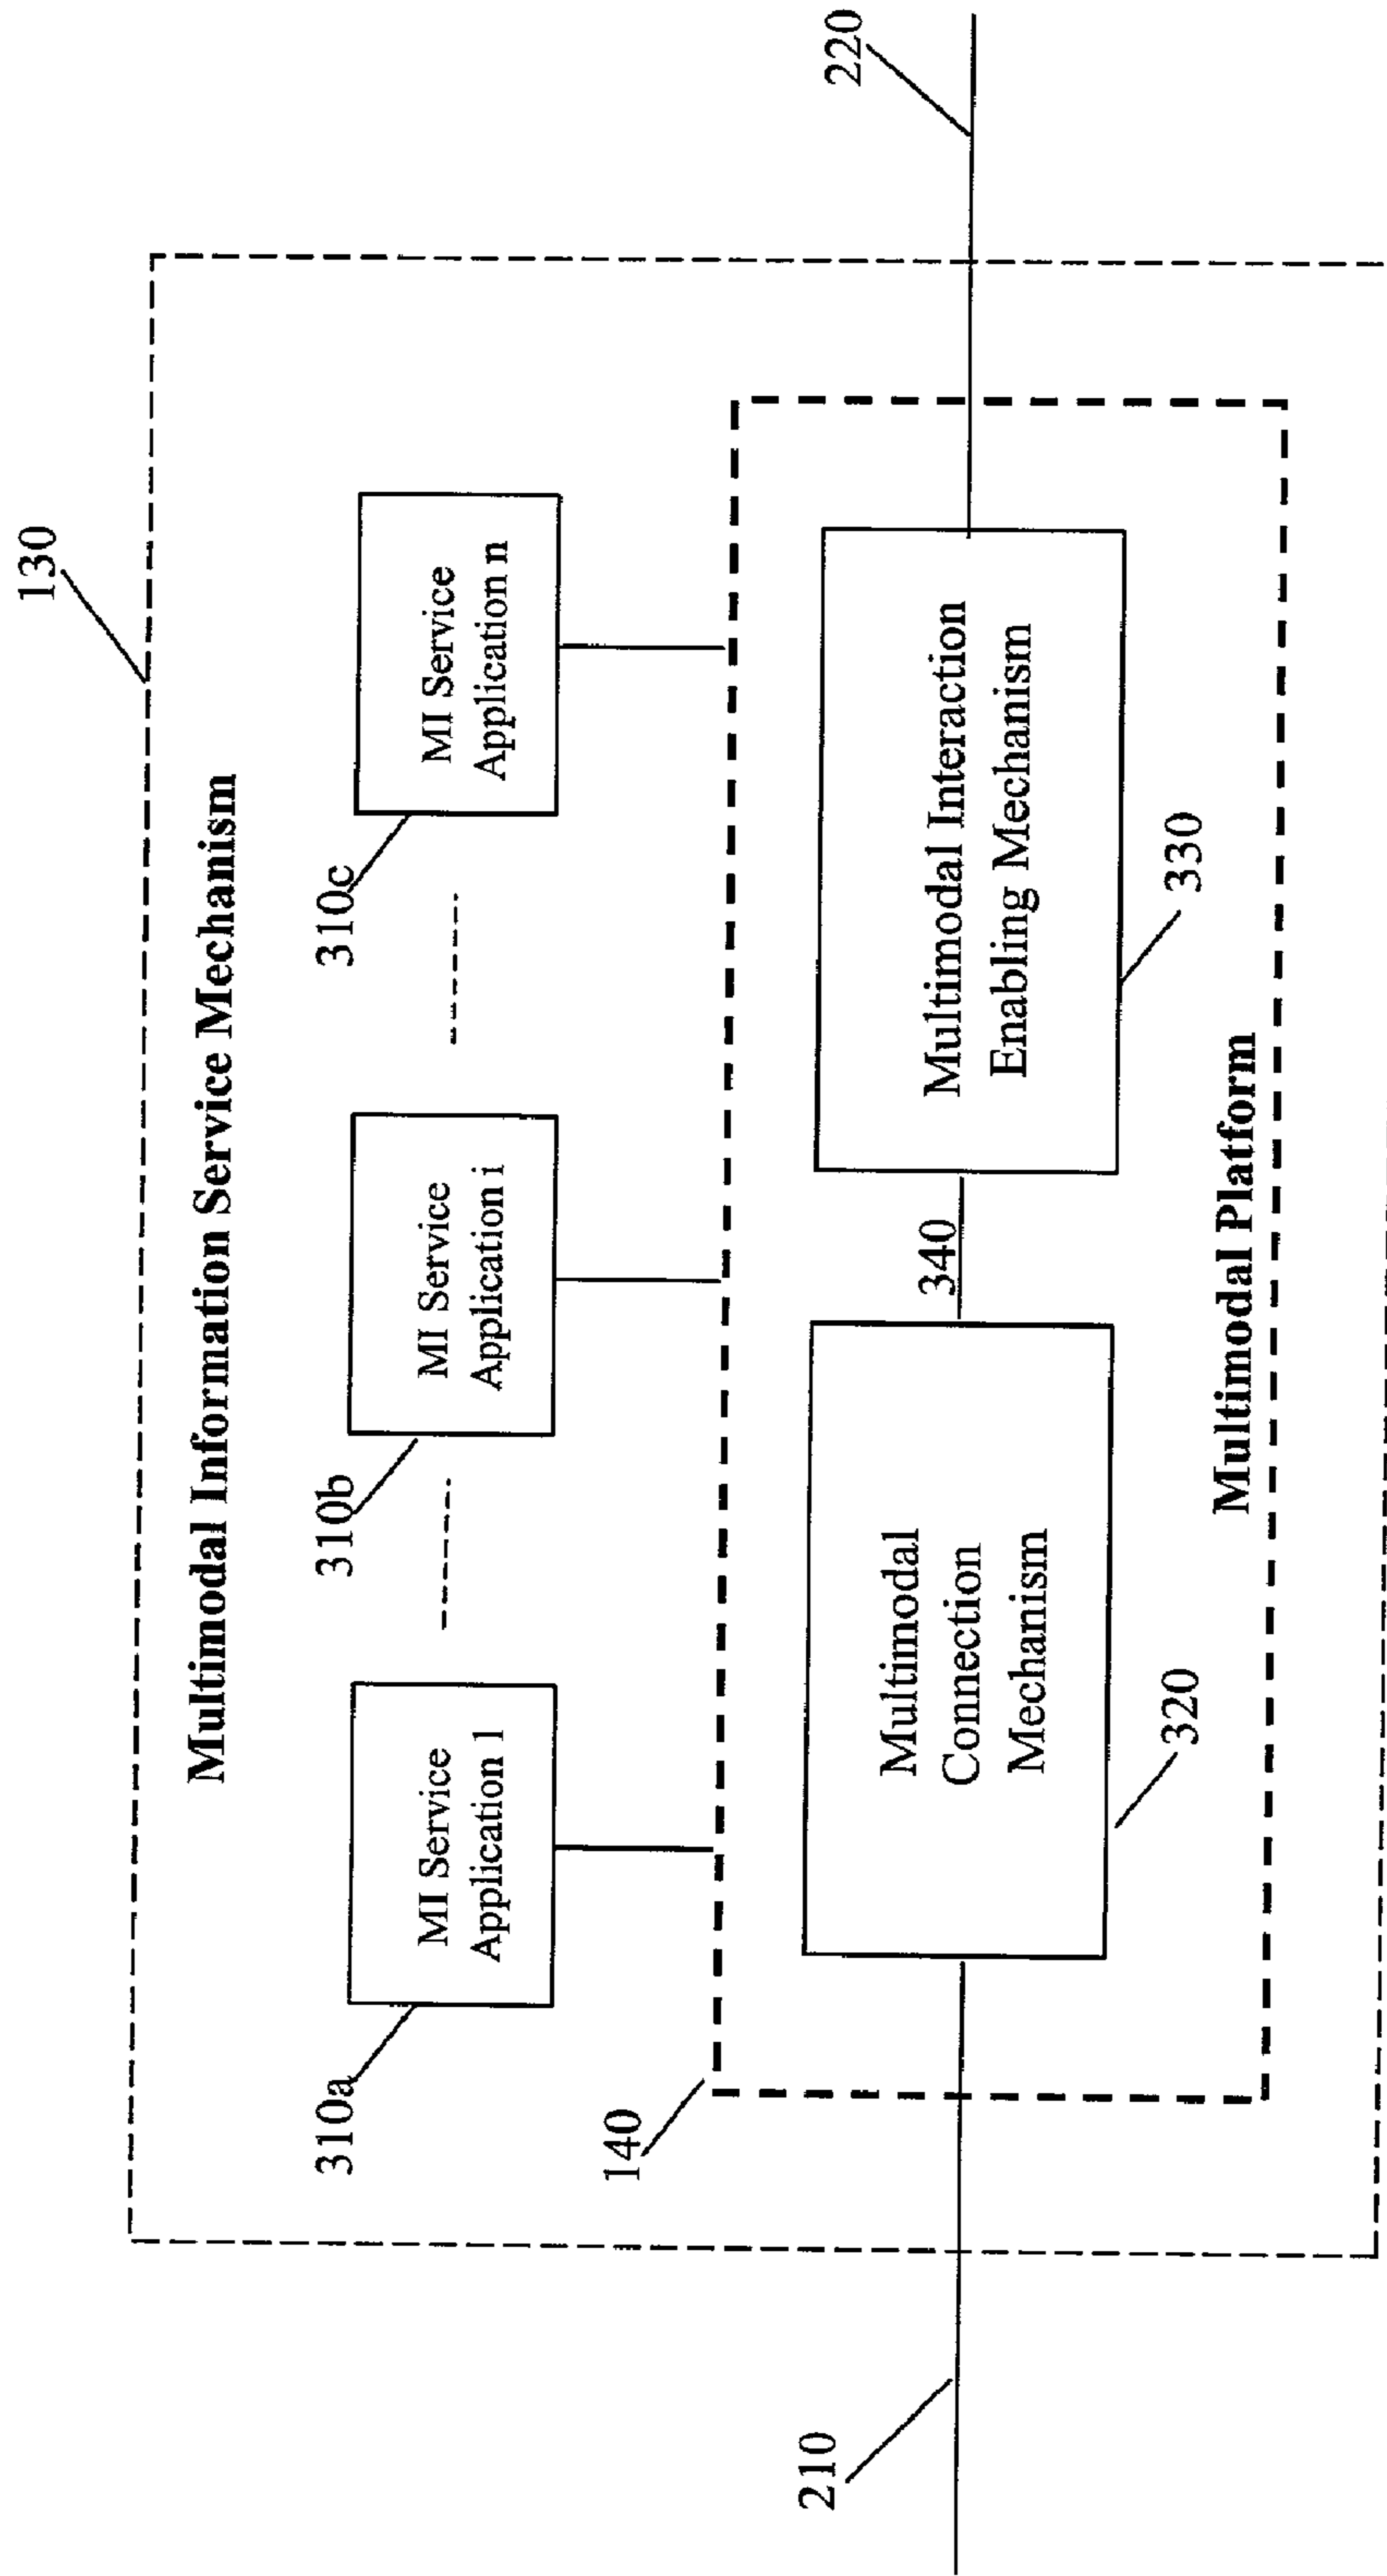 130
Multimodal Information Service Mechanism
310a
MI Service
Application 1
310b
MI Service
Application i
310c
MI Service
Application n
140
210
220
Multimodal
Connection
Mechanism
320
340
Multimodal Interaction
Enabling Mechanism
330
Multimodal Platform